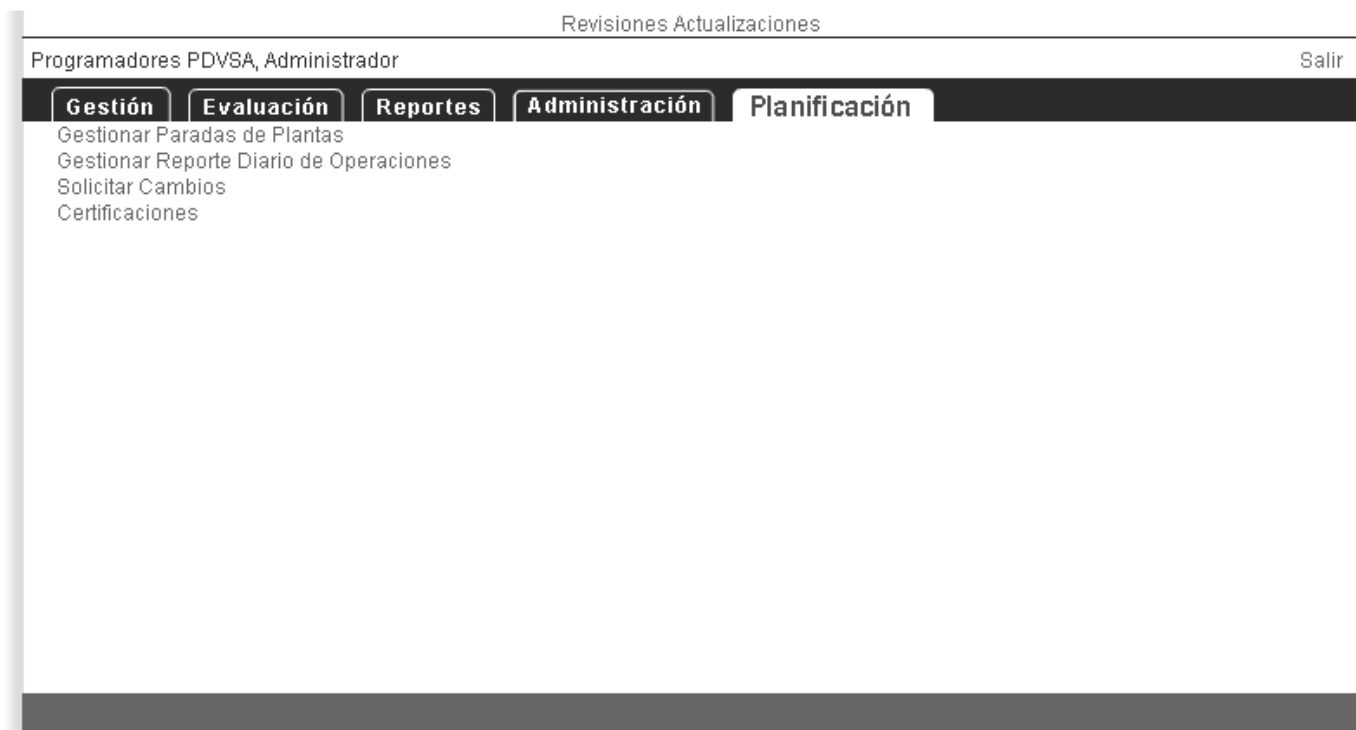 Revisiones Actualizaciones
Programadores PDVSA, Administrador Salir
Gestión Evaluación Reportes Administración Planificación
Gestionar Paradas de Plantas
Gestionar Reporte Diario de Operaciones
Solicitar Cambios
Certificaciones